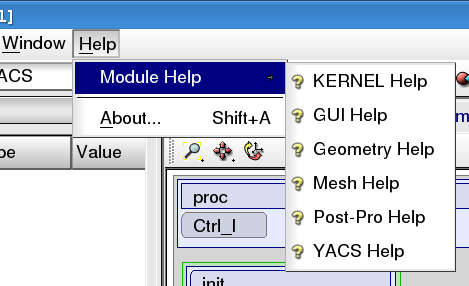 1]
Window Help
ACS
Module Help
About... Shift+A
KERNEL Help
GUI Help
Geometry Help
Mesh Help
Post-Pro Help
YACS Help
m
pe Value
proc
Ctrl_I
init